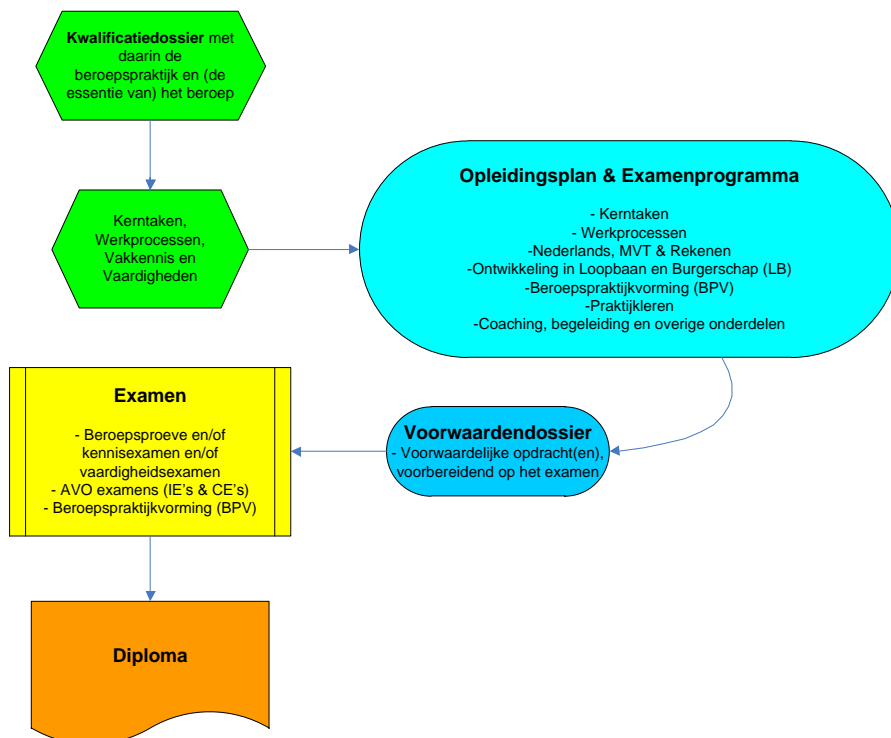 Kwalificatiedossier met
daarin de
beroepspraktijk en (de
essentie van) het beroep
Kerntaken,
Werkprocessen,
Vakkennis en
Vaardigheden
Opleidingsplan & Examenprogramma
- Kerntaken
- Werkprocessen
-Nederlands, MVT & Rekenen
-Ontwikkeling in Loopbaan en Burgerschap (LB)
-Beroepspraktijkvorming (BPV)
-Praktijkleren
-Coaching, begeleiding en overige onderdelen
Voorwaardendossier
- Voorwaardelijke opdracht(en),
voorbereidend op het examen
Examen
- Beroepsproeve en/of
kennisexamen en/of
vaardigheidsexamen
- AVO examens (IE's & CE's)
- Beroepspraktijkvorming (BPV)
Diploma